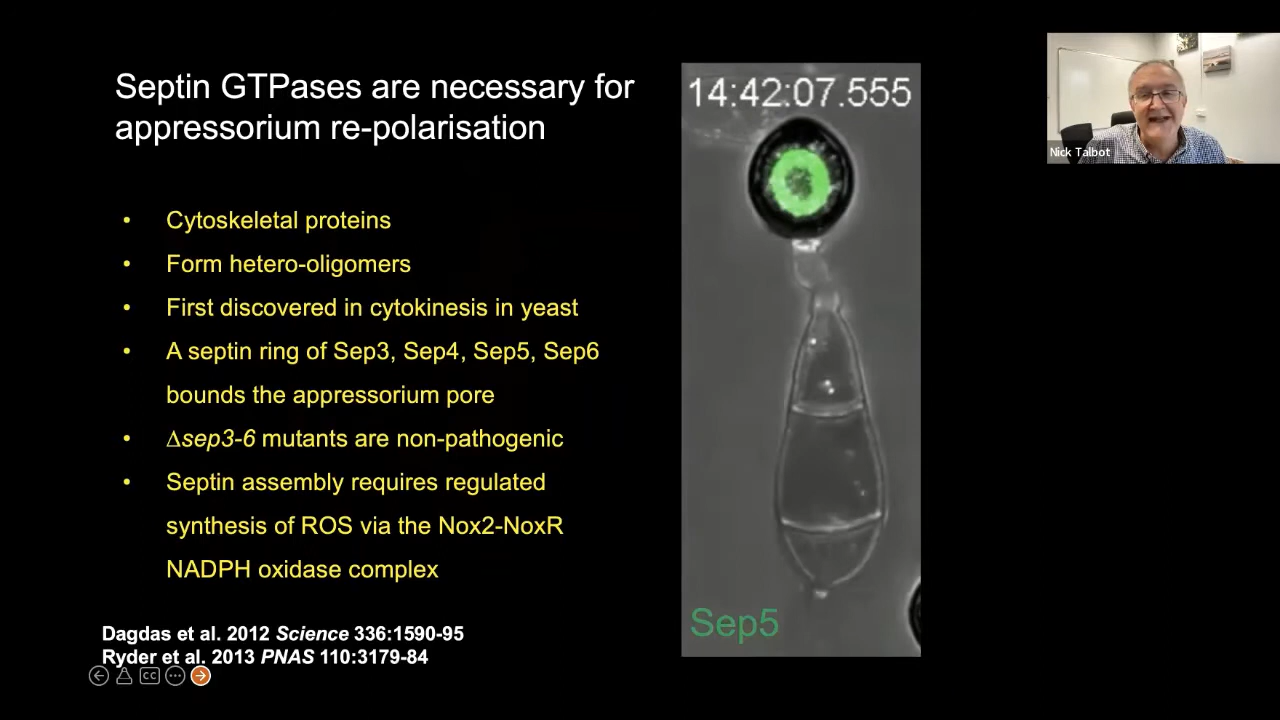 Septin GTPases are necessary for
appressorium re-polarisation
• Cytoskeletal proteins
• Form hetero-oligomers
• First discovered in cytokinesis in yeast
• A septin ring of Sep3, Sep4, Sep5, Sep6
bounds the appressorium pore
• Δsep3-6 mutants are non-pathogenic
• Septin assembly requires regulated
synthesis of ROS via the Nox2-NoxR
NADPH oxidase complex
Dagdas et al. 2012 Science 336:1590-95
Ryder et al. 2013 PNAS 110:3179-84
CC
14:42:07.555
Sep5
Nick Talbot